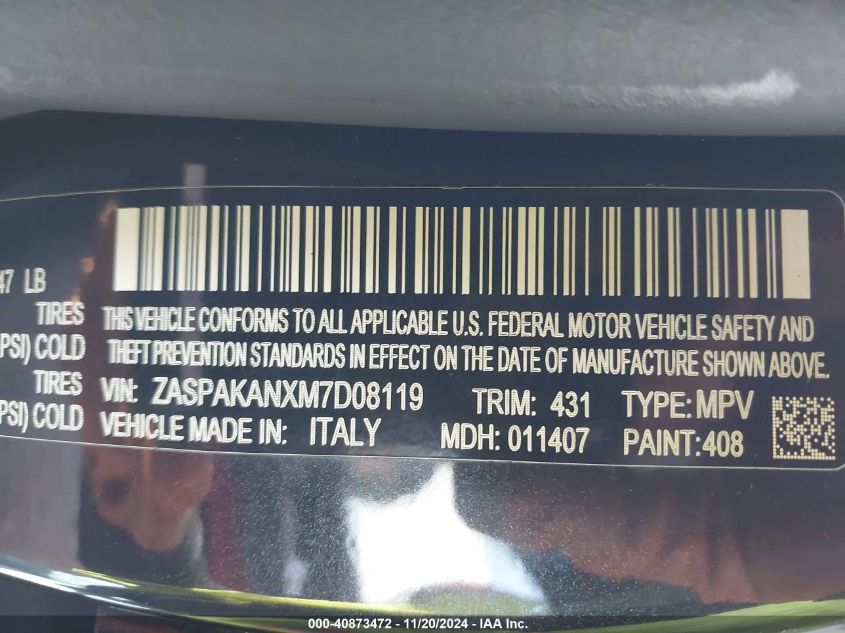 47 LB
TIRES
PSI) COLD
TIRES
PSI) COLD
THIS VEHICLE CONFORMS TO ALL APPLICABLE U.S. FEDERAL MOTOR VEHICLE SAFETY AND
THEFT PREVENTION STANDARDS IN EFFECT ON THE DATE OF MANUFACTURE SHOWN ABOVE.
VIN: ZASPAKANXM7D08119 TRIM: 431 TYPE: MPV
VEHICLE MADE IN: ITALY MDH: 011407 PAINT:408
000-40873472 - 11/20/2024 - IAA Inc.